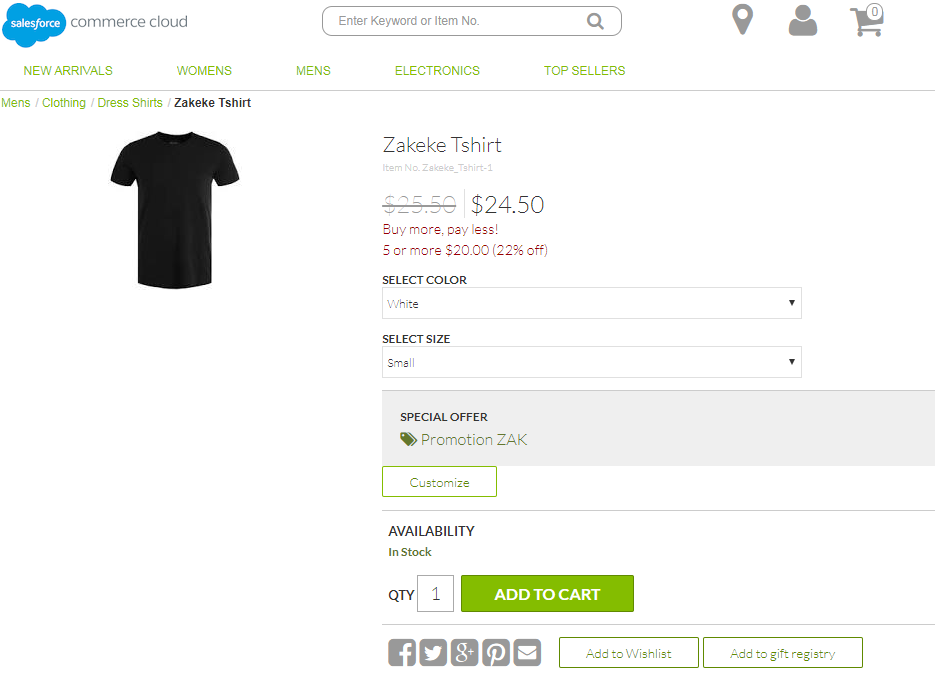 salesforce commerce cloud
Enter Keyword or Item No.
0
NEW ARRIVALS WOMENS MENS ELECTRONICS TOP SELLERS
Mens / Clothing / Dress Shirts / Zakeke Tshirt
Zakeke Tshirt
Item No. Zakeke_Tshirt-1
$25.50 $24.50
Buy more, pay less!
5 or more $20.00 (22% off)
SELECT COLOR
White
SELECT SIZE
Small
SPECIAL OFFER
Promotion ZAK
Customize
AVAILABILITY
In Stock
QTY 1 ADD TO CART
Add to Wishlist Add to gift registry